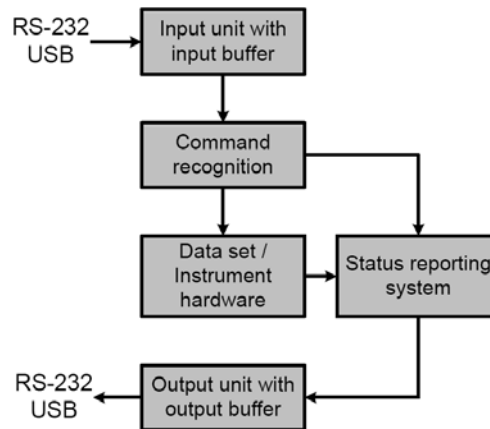 RS-232
USB
Input unit with
input buffer
Command
recognition
Data set /
Instrument
hardware
Status reporting
system
RS-232
USB
Output unit with
output buffer